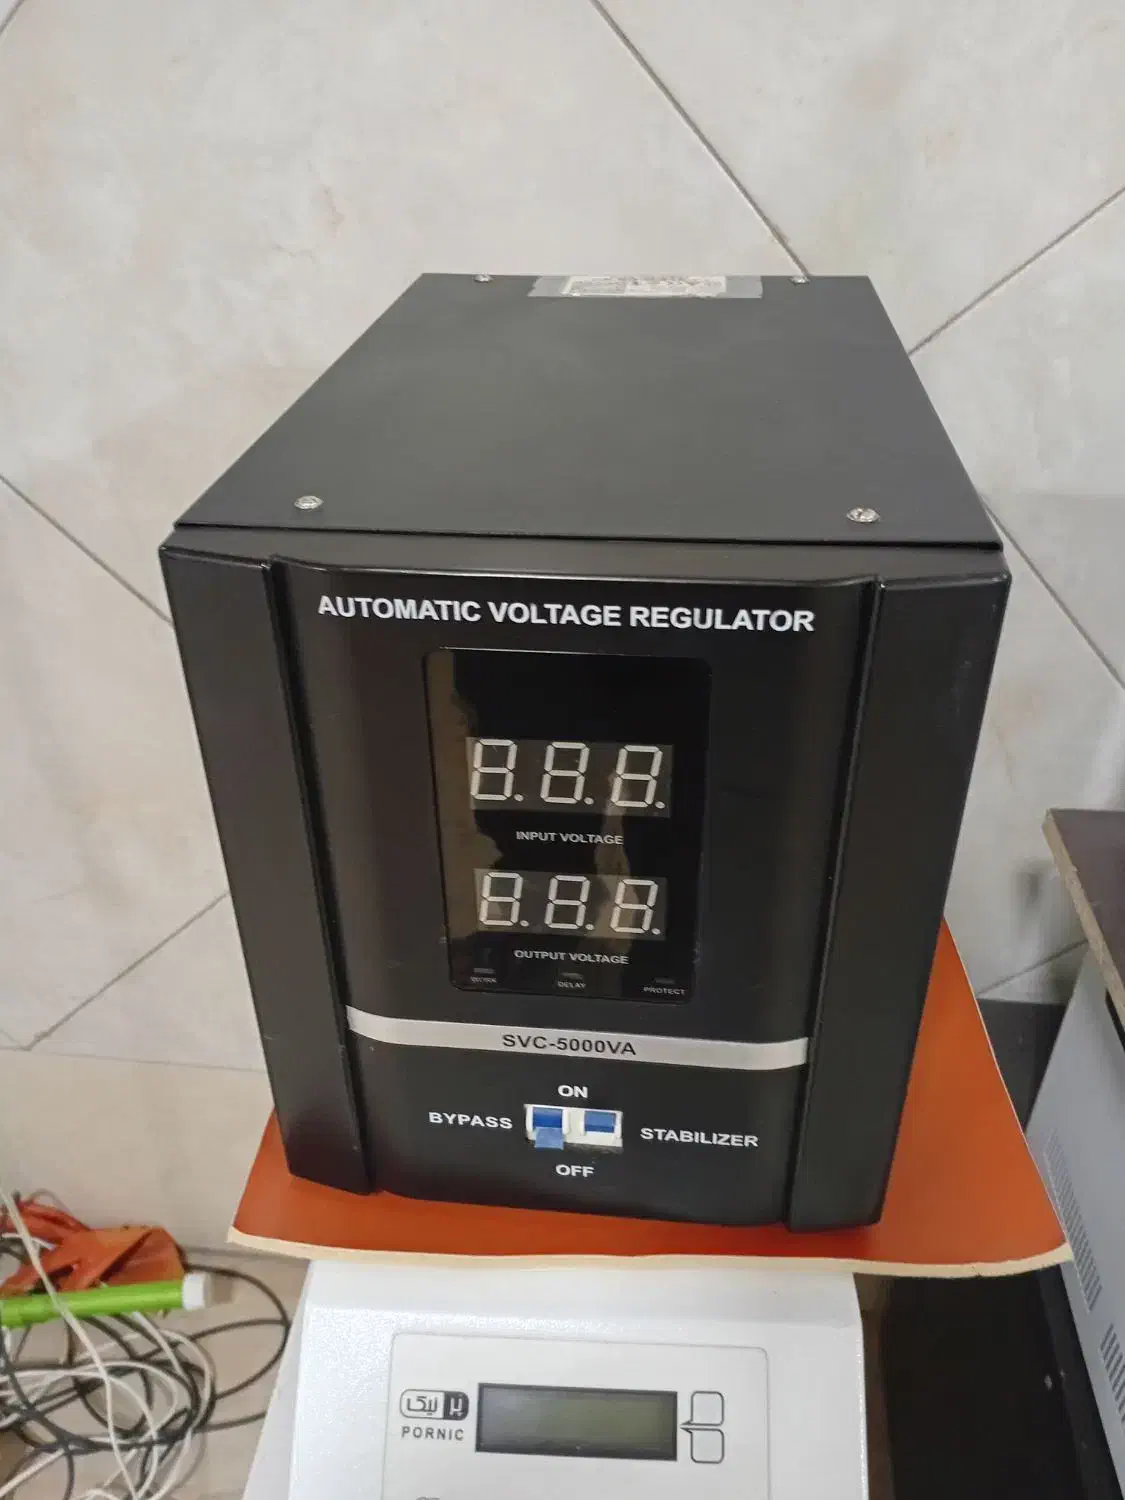 AUTOMATIC VOLTAGE REGULATOR
8.8.8.
INPUT VOLTAGE
8.8.8.
OUTPUT VOLTAGE
WORK DELAY PROTECT
SVC-5000VA
ON
BYPASS STABILIZER
OFF
پرنیک
PORNIC